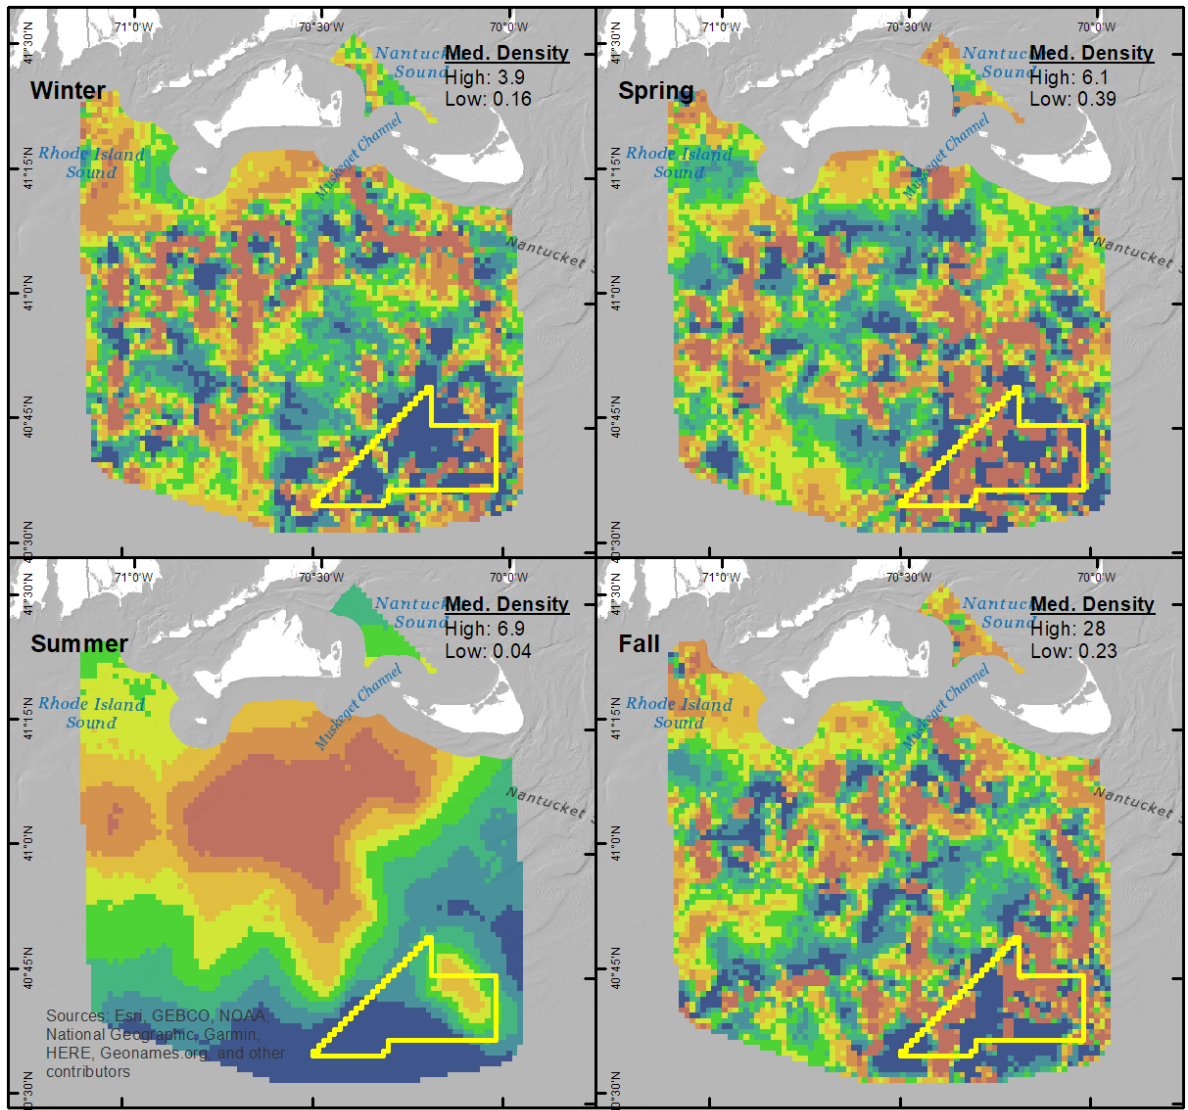 71°0'W 70°30'W 70°0'W
41°30'N
Nantuck
Sound
Med. Density
High: 3.9
Low: 0.16
Winter
Muskeget Channel
Rhode Island
Sound
41°15'N
Nantucket S
41°0'N
40°45'N
0°30'N
71°0'W 70°30'W 70°0'W
41°30'N
Nantuck
Sound
Med. Density
High: 6.1
Low: 0.39
Spring
Muskeget Channel
Rhode Island
Sound
41°15'N
Nantucket S
41°0'N
40°45'N
0°30'N
71°0'W 70°30'W 70°0'W
41°30'N
Nantuck
Sound
Med. Density
High: 6.9
Low: 0.04
Summer
Muskeget Channel
Rhode Island
Sound
41°15'N
Nantucket S
41°0'N
40°45'N
Sources: Esri, GEBCO, NOAA,
National Geographic, Garmin,
HERE, Geonames.org, and other
contributors
40°30'N
71°0'W 70°30'W 70°0'W
41°30'N
Nantuck
Sound
Med. Density
High: 28
Low: 0.23
Fall
Muskeget Channel
Rhode Island
Sound
41°15'N
Nantucket S
41°0'N
40°45'N
40°30'N